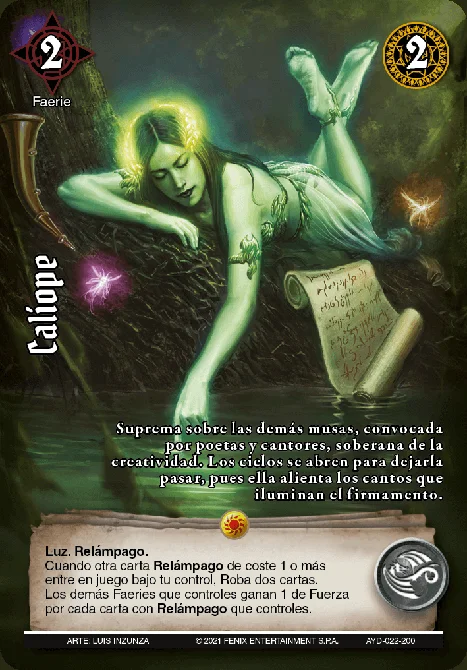 2
2
Faerie
Calíope
Suprema sobre las demás musas, convocada
por poetas y cantores, soberana de la
creatividad. Los cielos se abren para dejarla
pasar, pues ella alienta los cantos que
iluminan el firmamento.
Luz. Relámpago.
Cuando otra carta Relámpago de coste 1 o más
entre en juego bajo tu control. Roba dos cartas.
Los demás Faeries que controles ganan 1 de Fuerza
por cada carta con Relámpago que controles.
ARTE: LUIS INZUNZA © 2021 FENIX ENTERTAINMENT S.R.A. AYD-022-200